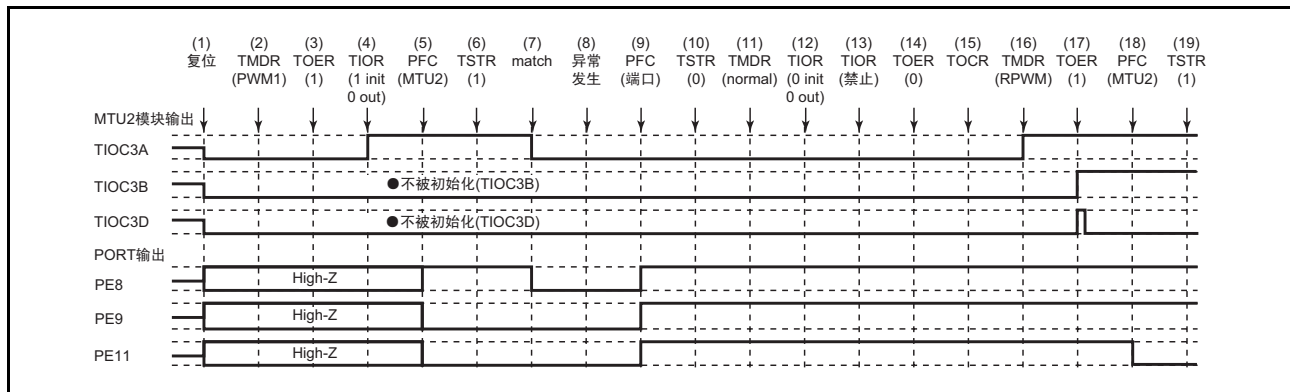 (1) (2) (3) (4) (5) (6) (7) (8) (9) (10) (11) (12) (13) (14) (15) (16) (17) (18) (19)
复位 TMDR TOER TIOR PFC TSTR match 异常 PFC TSTR TMDR TIOR TIOR TOER TOCR TMDR TOER PFC TSTR
(PWM1) (1) (1 init (MTU2) (1) 发生 (端口) (0) (normal) (0 init (禁止) (0) (RPWM) (1) (MTU2) (1)
0 out) 0 out)
MTU2模块输出
TIOC3A
TIOC3B ●不被初始化(TIOC3B)
TIOC3D ●不被初始化(TIOC3D)
PORT输出
PE8 High-Z
PE9 High-Z
PE11 High-Z